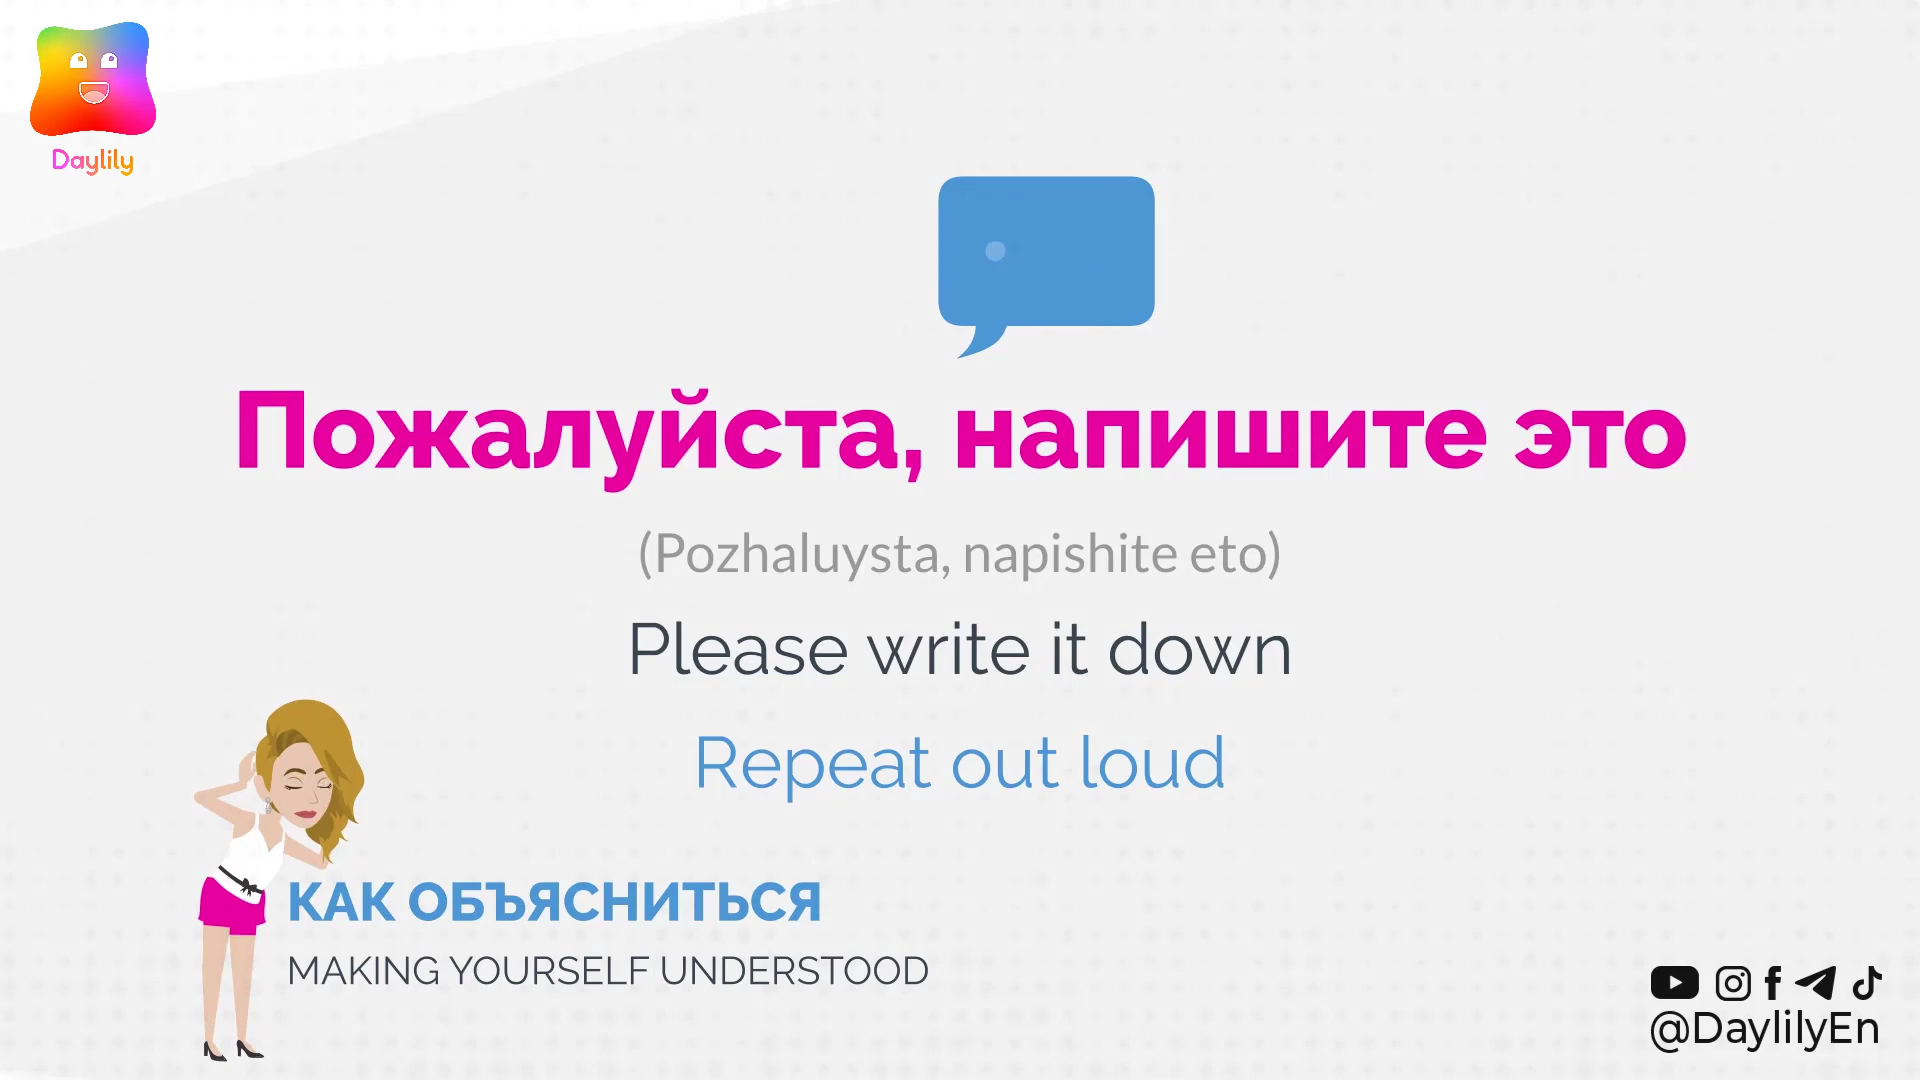 Daylily
Пожалуйста, напишите это
(Pozhaluysta, napishite eto)
Please write it down
Repeat out loud
КАК ОБЪЯСНИТЬСЯ
MAKING YOURSELF UNDERSTOOD
@DaylilyEn